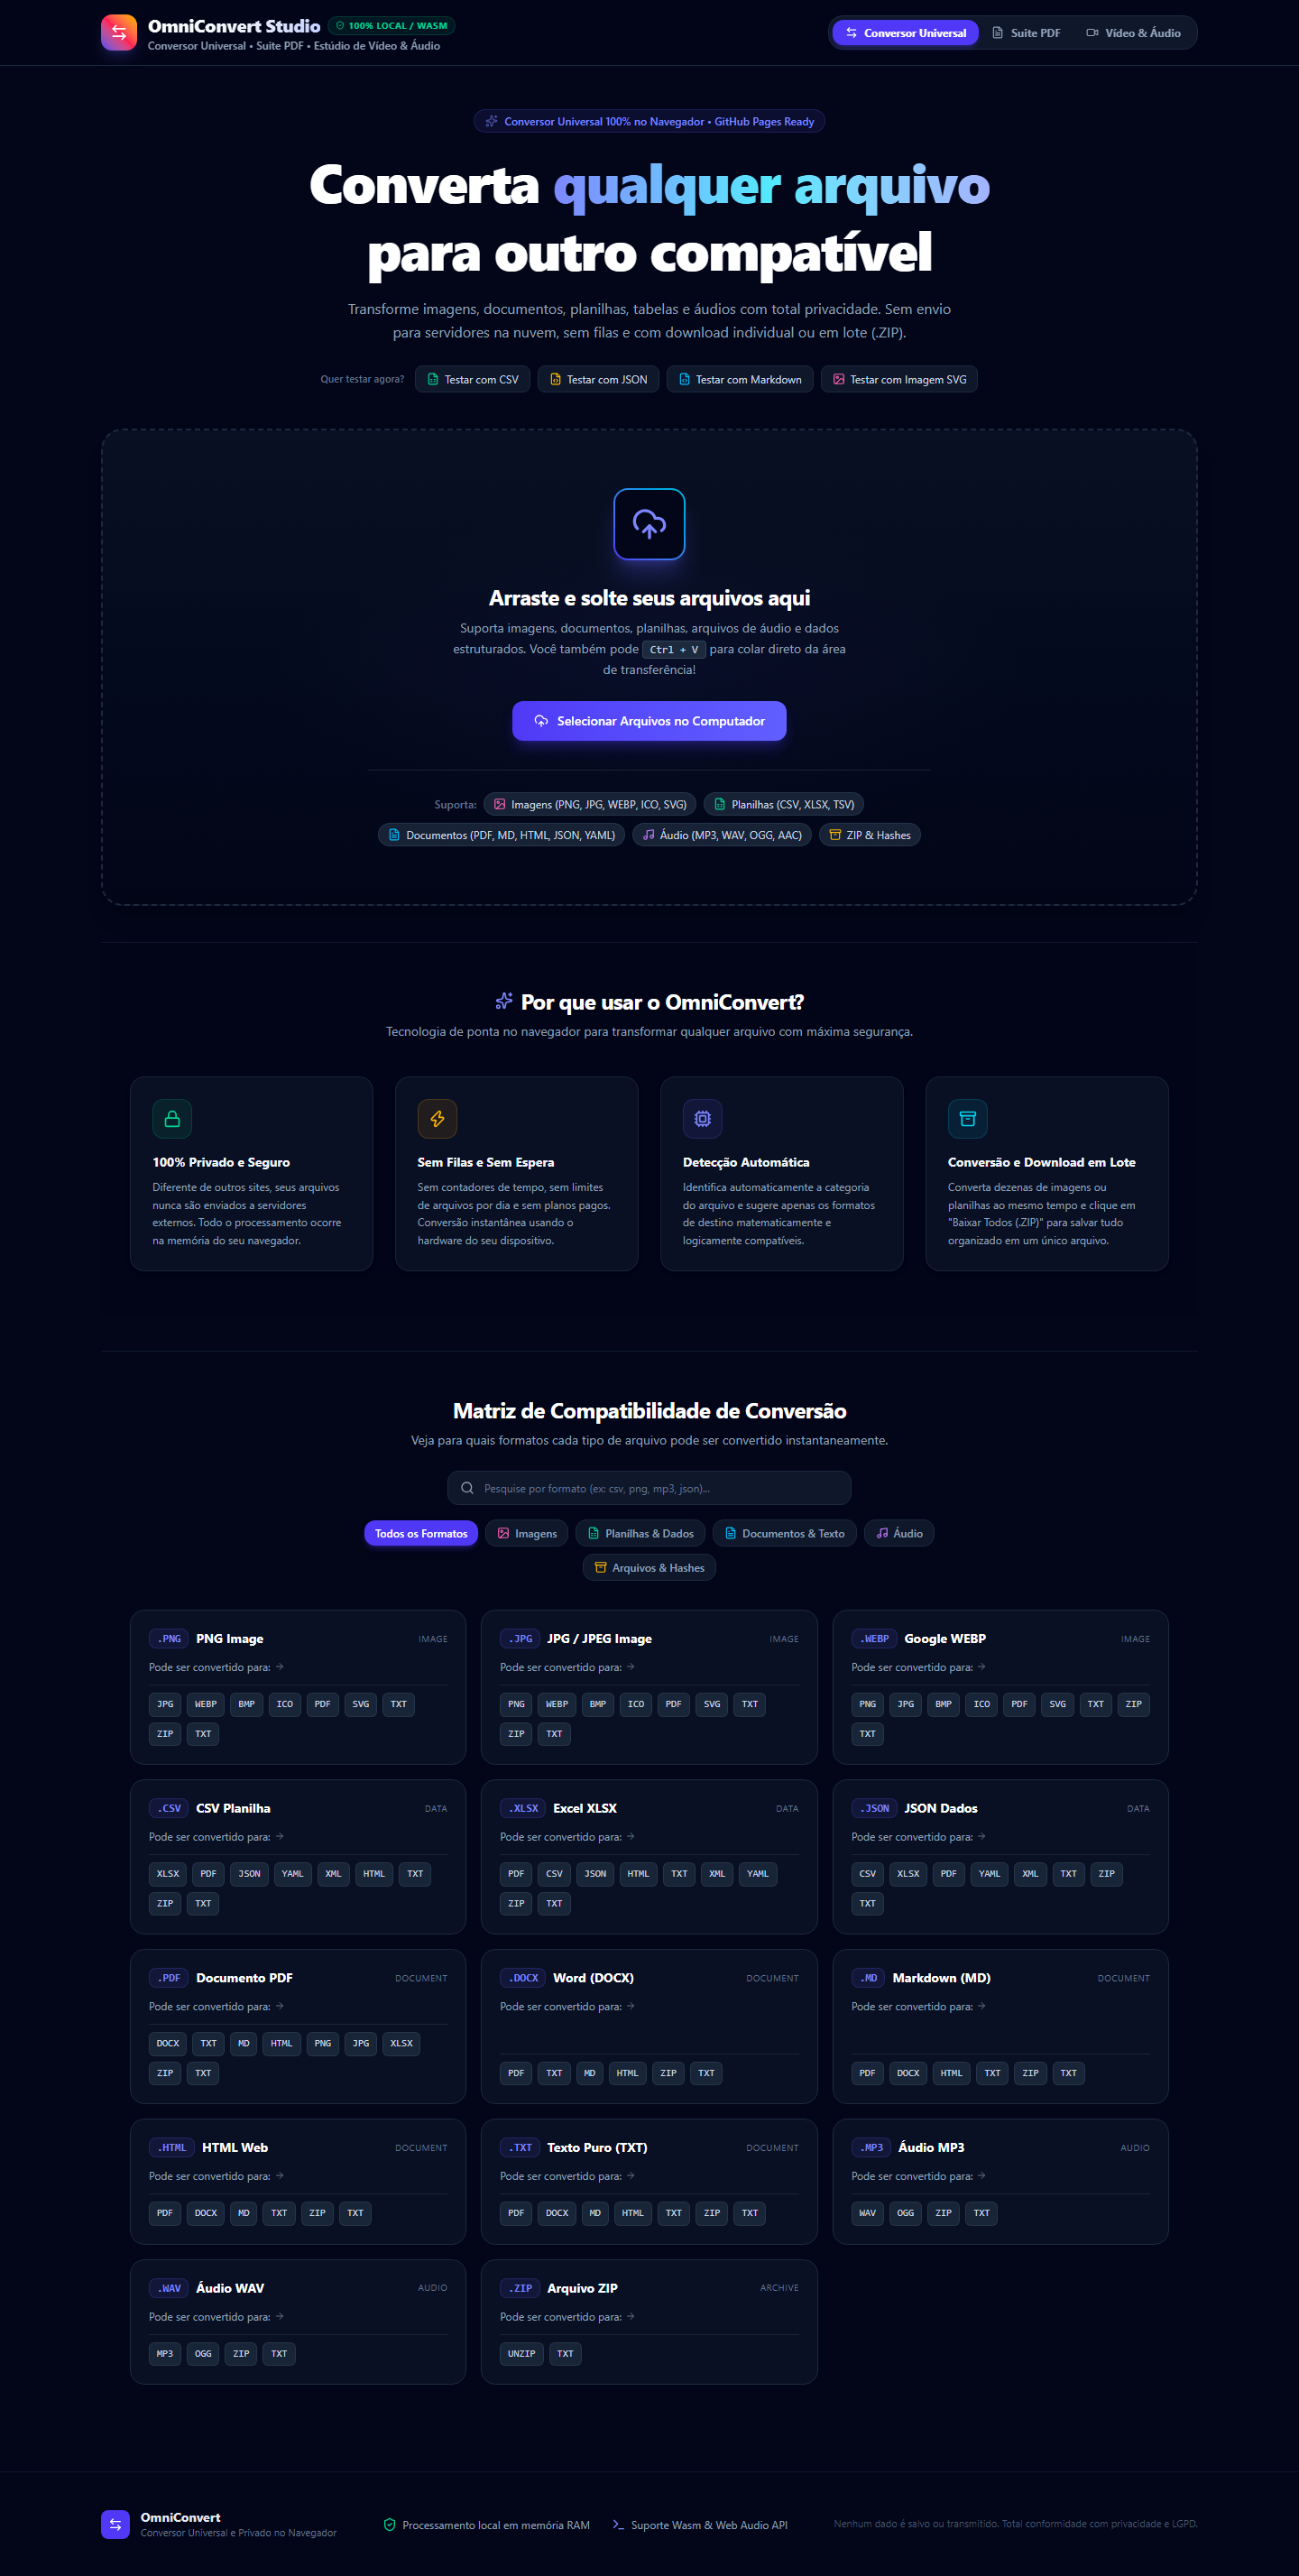 OmniConvert Studio
100% LOCAL / WASM
Conversor Universal • Suite PDF • Estúdio de Vídeo & Áudio
Conversor Universal
Suite PDF
Vídeo & Áudio
Conversor Universal 100% no Navegador • GitHub Pages Ready
Converta qualquer arquivo
para outro compatível
Transforme imagens, documentos, planilhas, tabelas e áudios com total privacidade. Sem envio
para servidores na nuvem, sem filas e com download individual ou em lote (.ZIP).
Quer testar agora?
Testar com CSV
Testar com JSON
Testar com Markdown
Testar com Imagem SVG
Arraste e solte seus arquivos aqui
Suporta imagens, documentos, planilhas, arquivos de áudio e dados
estruturados. Você também pode Ctrl + V para colar direto da área
de transferência!
Selecionar Arquivos no Computador
Suporta:
Imagens (PNG, JPG, WEBP, ICO, SVG)
Planilhas (CSV, XLSX, TSV)
Documentos (PDF, MD, HTML, JSON, YAML)
Áudio (MP3, WAV, OGG, AAC)
ZIP & Hashes
Por que usar o OmniConvert?
Tecnologia de ponta no navegador para transformar qualquer arquivo com máxima segurança.
100% Privado e Seguro
Diferente de outros sites, seus arquivos
nunca são enviados a servidores
externos. Todo o processamento ocorre
na memória do seu navegador.
Sem Filas e Sem Espera
Sem contadores de tempo, sem limites
de arquivos por dia e sem planos pagos.
Conversão instantânea usando o
hardware do seu dispositivo.
Detecção Automática
Identifica automaticamente a categoria
do arquivo e sugere apenas os formatos
de destino matematicamente e
logicamente compatíveis.
Conversão e Download em Lote
Converta dezenas de imagens ou
planilhas ao mesmo tempo e clique em
"Baixar Todos (.ZIP)" para salvar tudo
organizado em um único arquivo.
Matriz de Compatibilidade de Conversão
Veja para quais formatos cada tipo de arquivo pode ser convertido instantaneamente.
Pesquise por formato (ex: csv, png, mp3, json)...
Todos os Formatos
Imagens
Planilhas & Dados
Documentos & Texto
Áudio
Arquivos & Hashes
.PNG PNG Image IMAGE
Pode ser convertido para: →
JPG WEBP BMP ICO PDF SVG TXT
ZIP TXT
.JPG JPG / JPEG Image IMAGE
Pode ser convertido para: →
PNG WEBP BMP ICO PDF SVG TXT
ZIP TXT
.WEBP Google WEBP IMAGE
Pode ser convertido para: →
PNG JPG BMP ICO PDF SVG TXT ZIP
TXT
.CSV CSV Planilha DATA
Pode ser convertido para: →
XLSX PDF JSON YAML XML HTML TXT
ZIP TXT
.XLSX Excel XLSX DATA
Pode ser convertido para: →
PDF CSV JSON HTML TXT XML YAML
ZIP TXT
.JSON JSON Dados DATA
Pode ser convertido para: →
CSV XLSX PDF YAML XML TXT ZIP
TXT
.PDF Documento PDF DOCUMENT
Pode ser convertido para: →
DOCX TXT MD HTML PNG JPG XLSX
ZIP TXT
.DOCX Word (DOCX) DOCUMENT
Pode ser convertido para: →
PDF TXT MD HTML ZIP TXT
.MD Markdown (MD) DOCUMENT
Pode ser convertido para: →
PDF DOCX HTML TXT ZIP TXT
.HTML HTML Web DOCUMENT
Pode ser convertido para: →
PDF DOCX MD TXT ZIP TXT
.TXT Texto Puro (TXT) DOCUMENT
Pode ser convertido para: →
PDF DOCX MD HTML TXT ZIP TXT
.MP3 Áudio MP3 AUDIO
Pode ser convertido para: →
WAV OGG ZIP TXT
.WAV Áudio WAV AUDIO
Pode ser convertido para: →
MP3 OGG ZIP TXT
.ZIP Arquivo ZIP ARCHIVE
Pode ser convertido para: →
UNZIP TXT
OmniConvert
Conversor Universal e Privado no Navegador
Processamento local em memória RAM
Suporte Wasm & Web Audio API
Nenhum dado é salvo ou transmitido. Total conformidade com privacidade e LGPD.